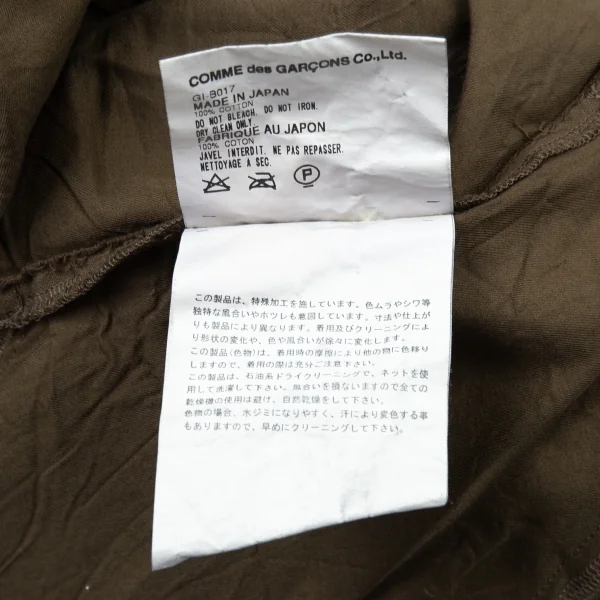 COMME des GARÇONS Co.,Ltd.
GI-B017
MADE IN JAPAN
100% COTTON
DO NOT BLEACH. DO NOT IRON.
DRY CLEAN ONLY.
FABRIQUE AU JAPON
100% COTON
JAVEL INTERDIT. NE PAS REPASSER.
NETTOYAGE A SEC.
P
この製品は、特殊加工を施しています。色ムラやシワ等
独特な風合いやホツレも意図しています。寸法や仕上が
りも製品により異なります。着用及びクリーニングによ
り形状の変化や、色や風合いが徐々に変化します。
この製品(色物)は、着用時の摩擦により他の物に色移り
しますので、着用の際は充分ご注意下さい。
この製品は、石油系ドライクリーニングで、ネットを使
用して洗濯して下さい。風合いを損ないますので全ての
乾燥機の使用は避け、自然乾燥をして下さい。
色物の場合、水ジミになりやすく、汗により変色する事
もありますので、早めにクリーニングして下さい。